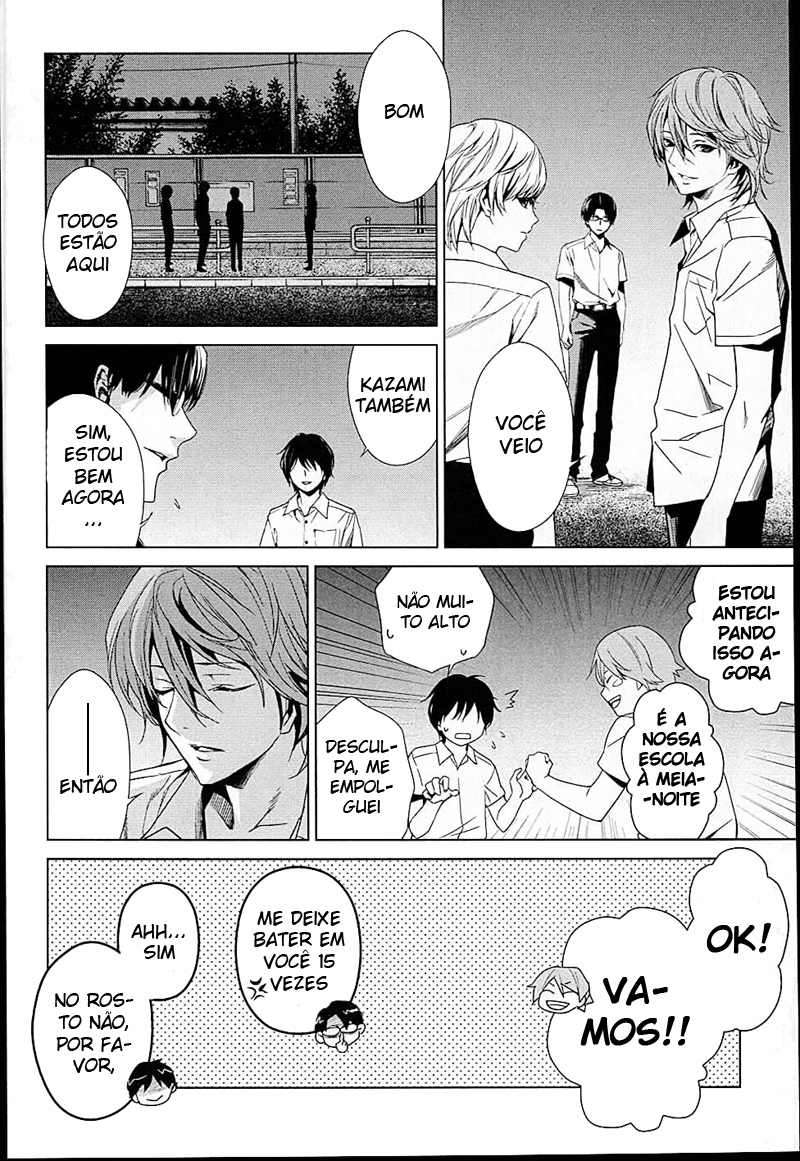 VOCÊ
VEIO
BOM
TODOS
ESTÃO
AQUI
KAZAMI
TAMBÉM
SIM,
ESTOU
BEM
AGORA
...
ESTOU
ANTECI-
PANDO
ISSO A-
GORA
É A
NOSSA
ESCOLA
À MEIA-
NOITE
NÃO MUI-
TO ALTO
DESCUL-
PA, ME
EMPOL-
GUEI
—
ENTÃO
OK!
VA-
MOS!!
ME DEIXE
BATER EM
VOCÊ 15
VEZES
AHH...
SIM
NO ROS-
TO NÃO,
POR FA-
VOR,